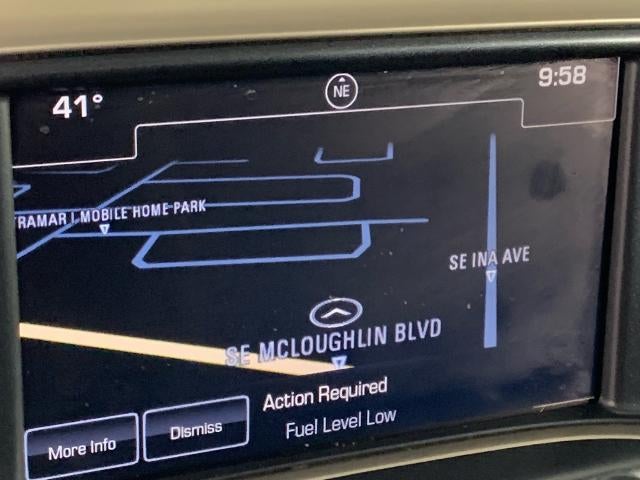 41°
NE
9:58
RAMAR I MOBILE HOME PARK
SE INA AVE
SE MCLOUGHLIN BLVD
Action Required
Fuel Level Low
More Info
Dismiss